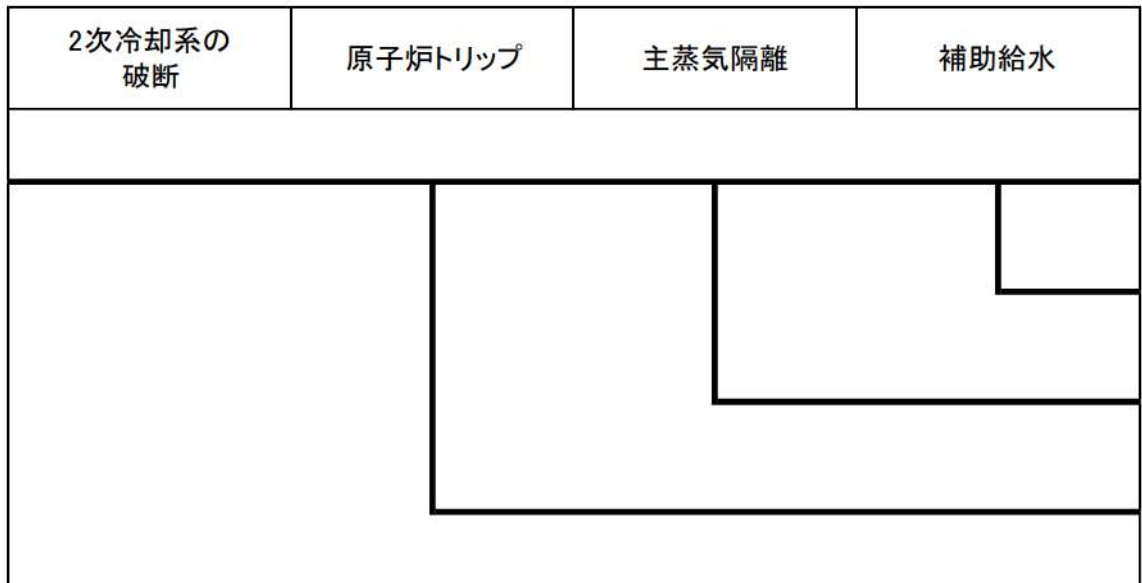 2次冷却系の
破断
原子炉トリップ
主蒸気隔離
補助給水